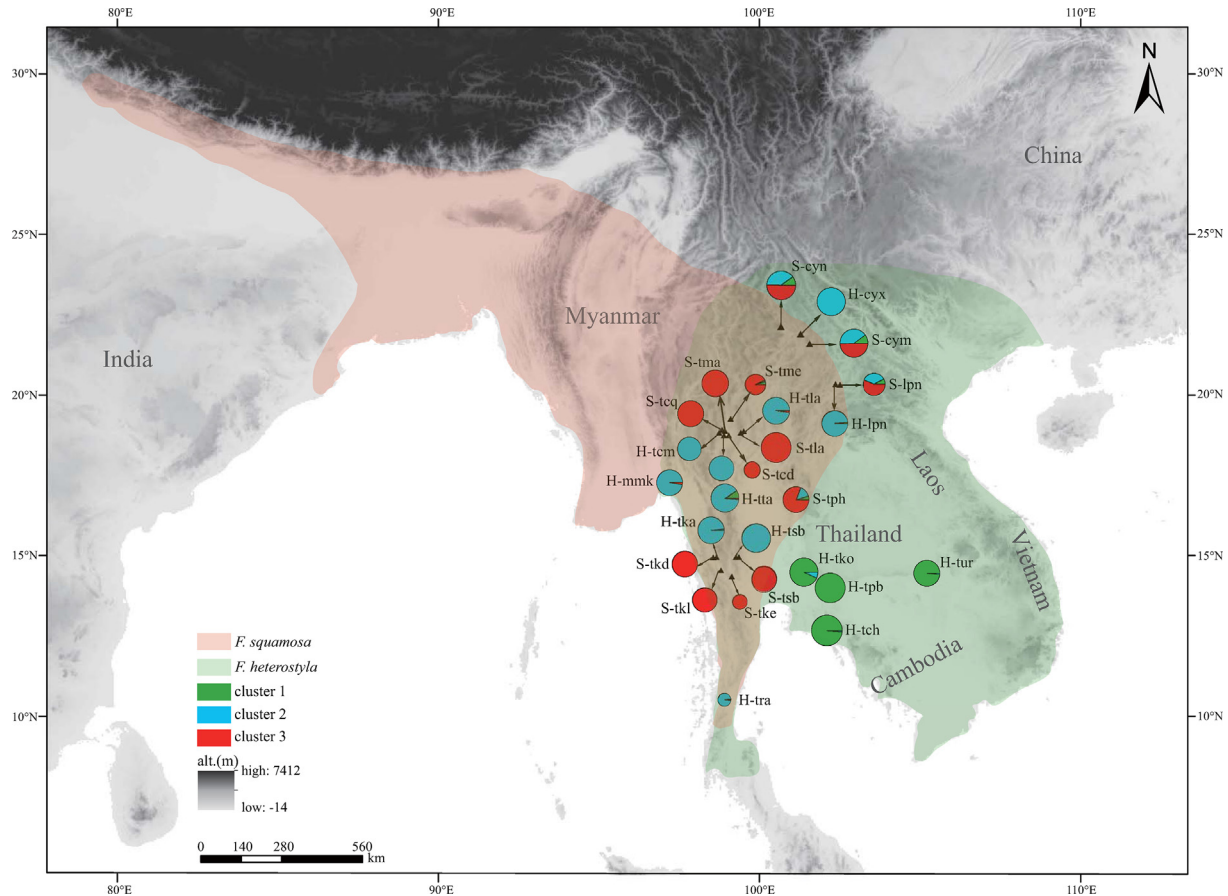 80°E 90°E 100°E 110°E
30°N 30°N
N
China
25°N 25°N
S-cyn
H-cyx
Myanmar
India
S-cym
S-tma S-tme
20°N S-lpn 20°N
S-tcq H-tla
H-lpn
H-tcm S-tla
Laos
H-mmk S-tcd
H-tta S-tph
H-tka H-tsb Thailand
Vietnam
15°N 15°N
S-tkd H-tko H-tur
S-tsb H-tpb
S-tkl S-tke
H-tch
F. squamosa
Cambodia
F. heterostyla
cluster 1
H-tra
10°N cluster 2 10°N
cluster 3
alt.(m)
high: 7412
low: -14
0 140 280 560
km
80°E 90°E 100°E 110°E